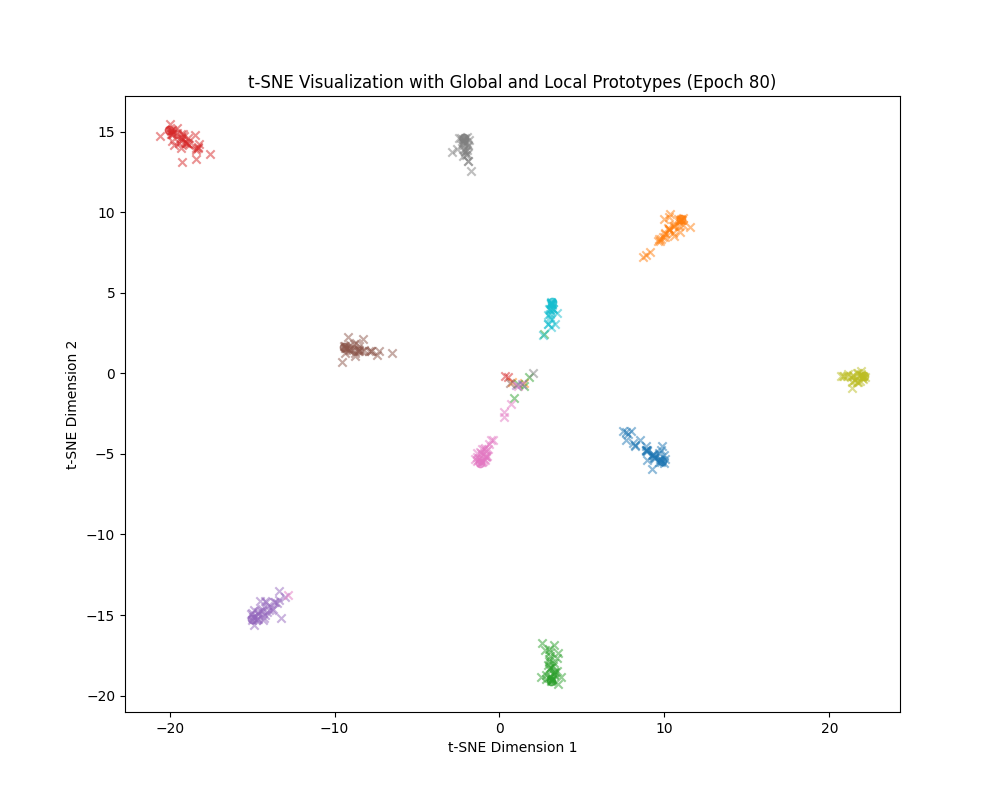 t-SNE Visualization with Global and Local Prototypes (Epoch 80)
15
10
5
0
−5
−10
−15
−20
t-SNE Dimension 2
−20 −10 0 10 20
t-SNE Dimension 1